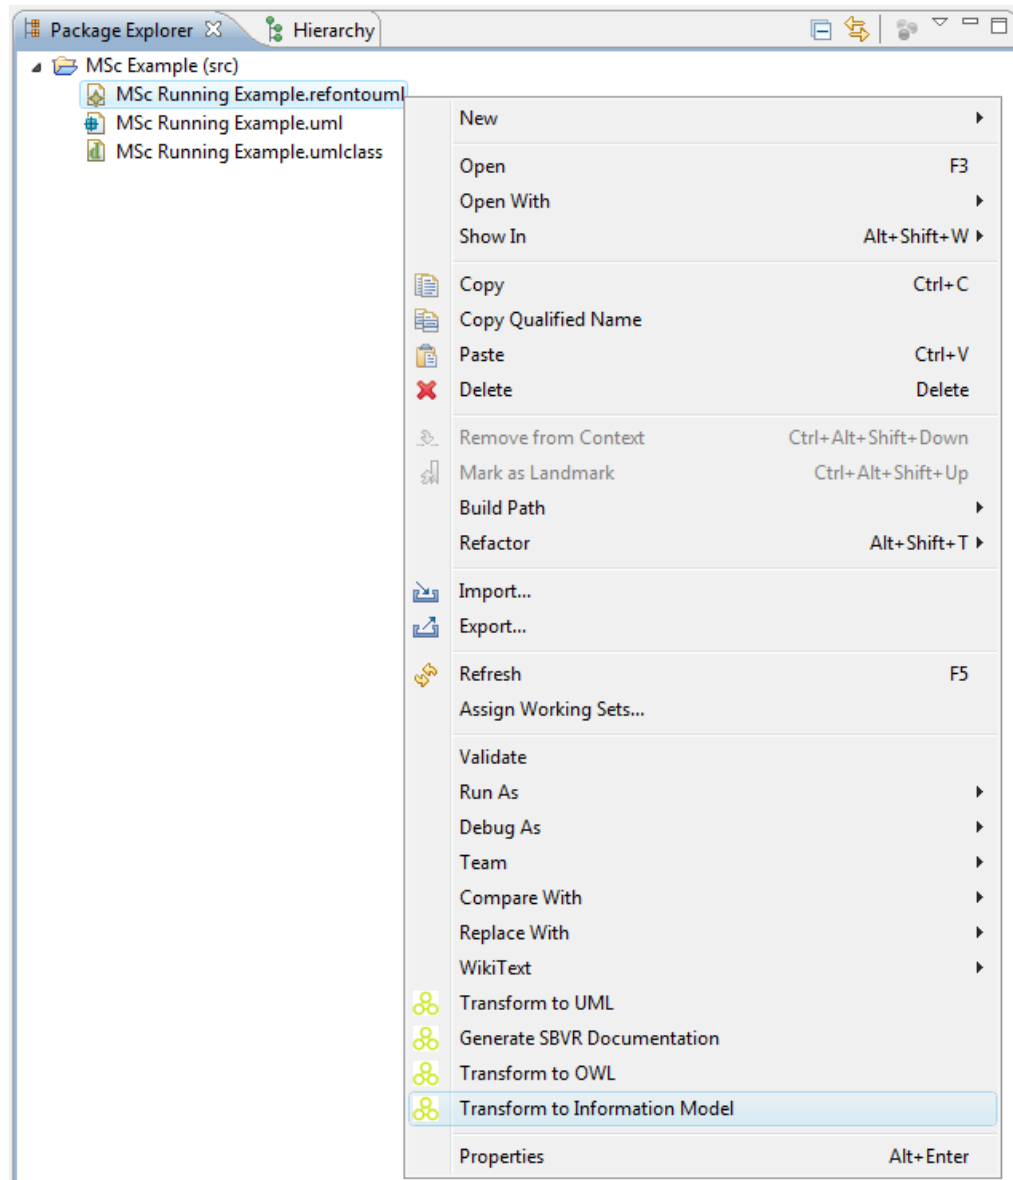 Package Explorer Hierarchy
MSc Example (src)
MSc Running Example.refontouml
MSc Running Example.uml
MSc Running Example.umlclass
New
Open F3
Open With
Show In Alt+Shift+W
Copy Ctrl+C
Copy Qualified Name
Paste Ctrl+V
Delete Delete
Remove from Context Ctrl+Alt+Shift+Down
Mark as Landmark Ctrl+Alt+Shift+Up
Build Path
Refactor Alt+Shift+T
Import...
Export...
Refresh F5
Assign Working Sets...
Validate
Run As
Debug As
Team
Compare With
Replace With
WikiText
Transform to UML
Generate SBVR Documentation
Transform to OWL
Transform to Information Model
Properties Alt+Enter